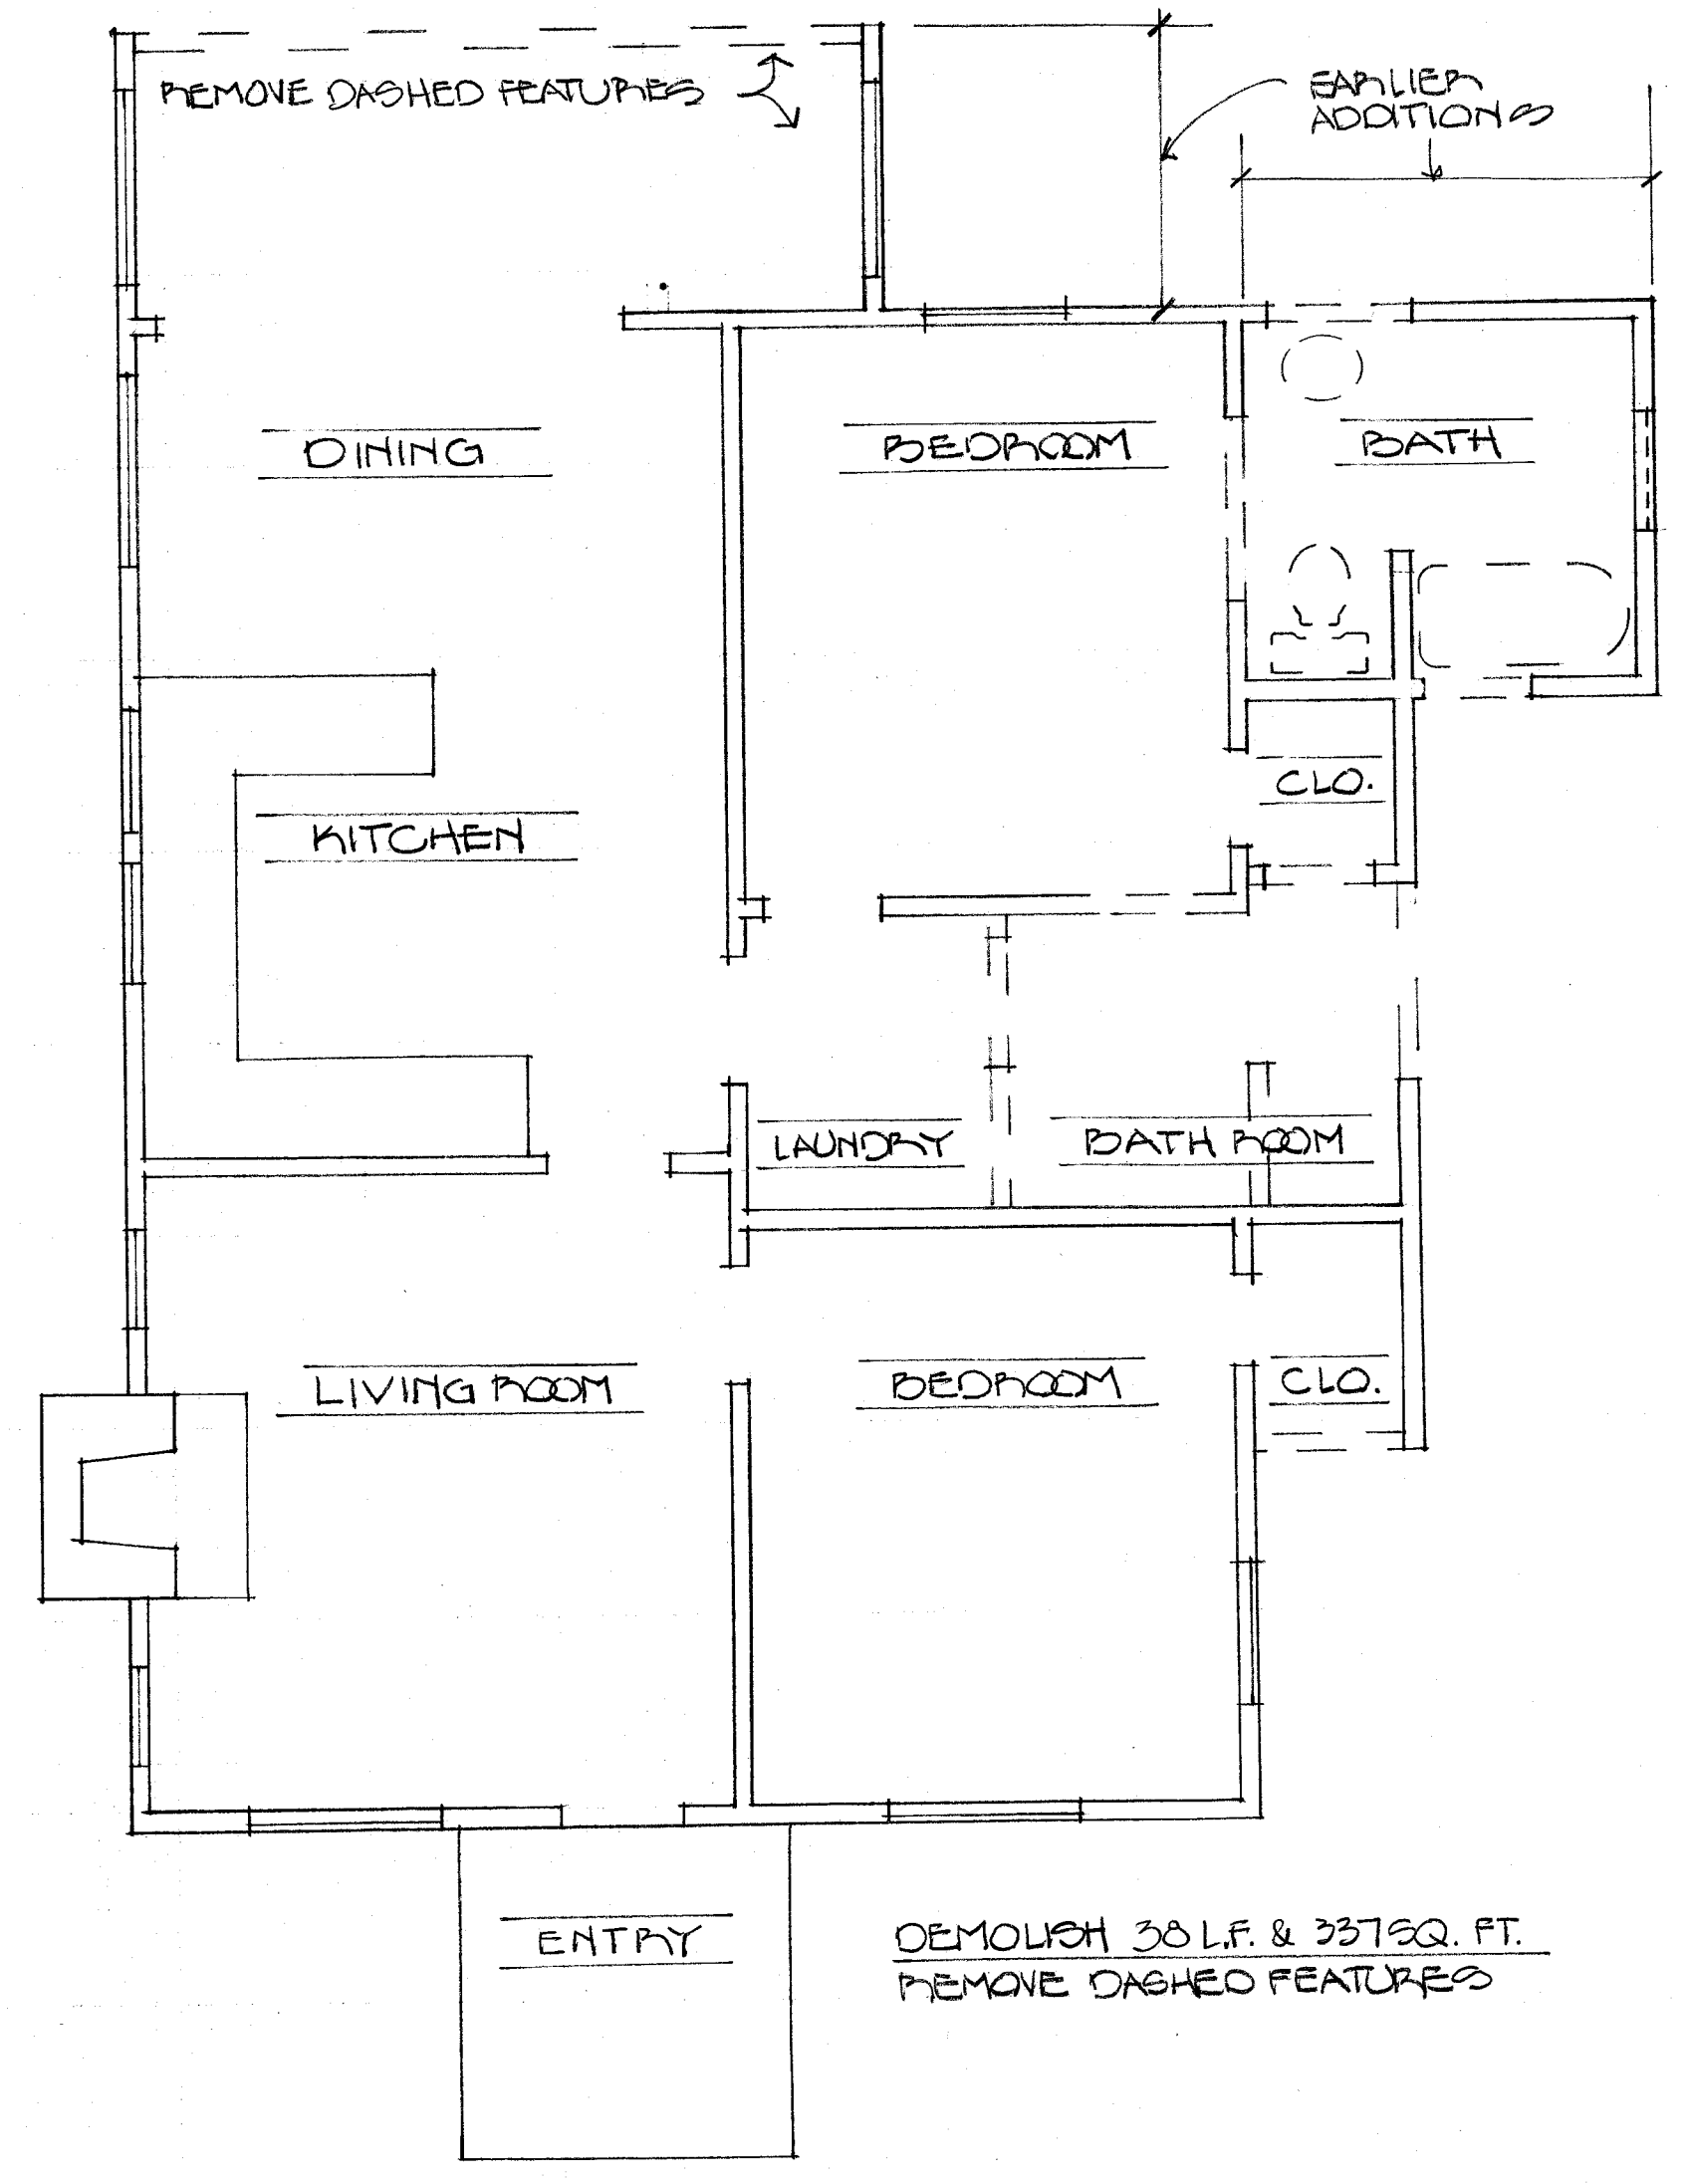 REMOVE DASHED FEATURES
EARLIER
ADDITIONS
DINING
BEDROOM
BATH
CLO.
KITCHEN
LAUNDRY
BATH ROOM
LIVING ROOM
BEDROOM
CLO.
ENTRY
DEMOLISH 38 L.F. & 337 SQ. FT.
REMOVE DASHED FEATURES